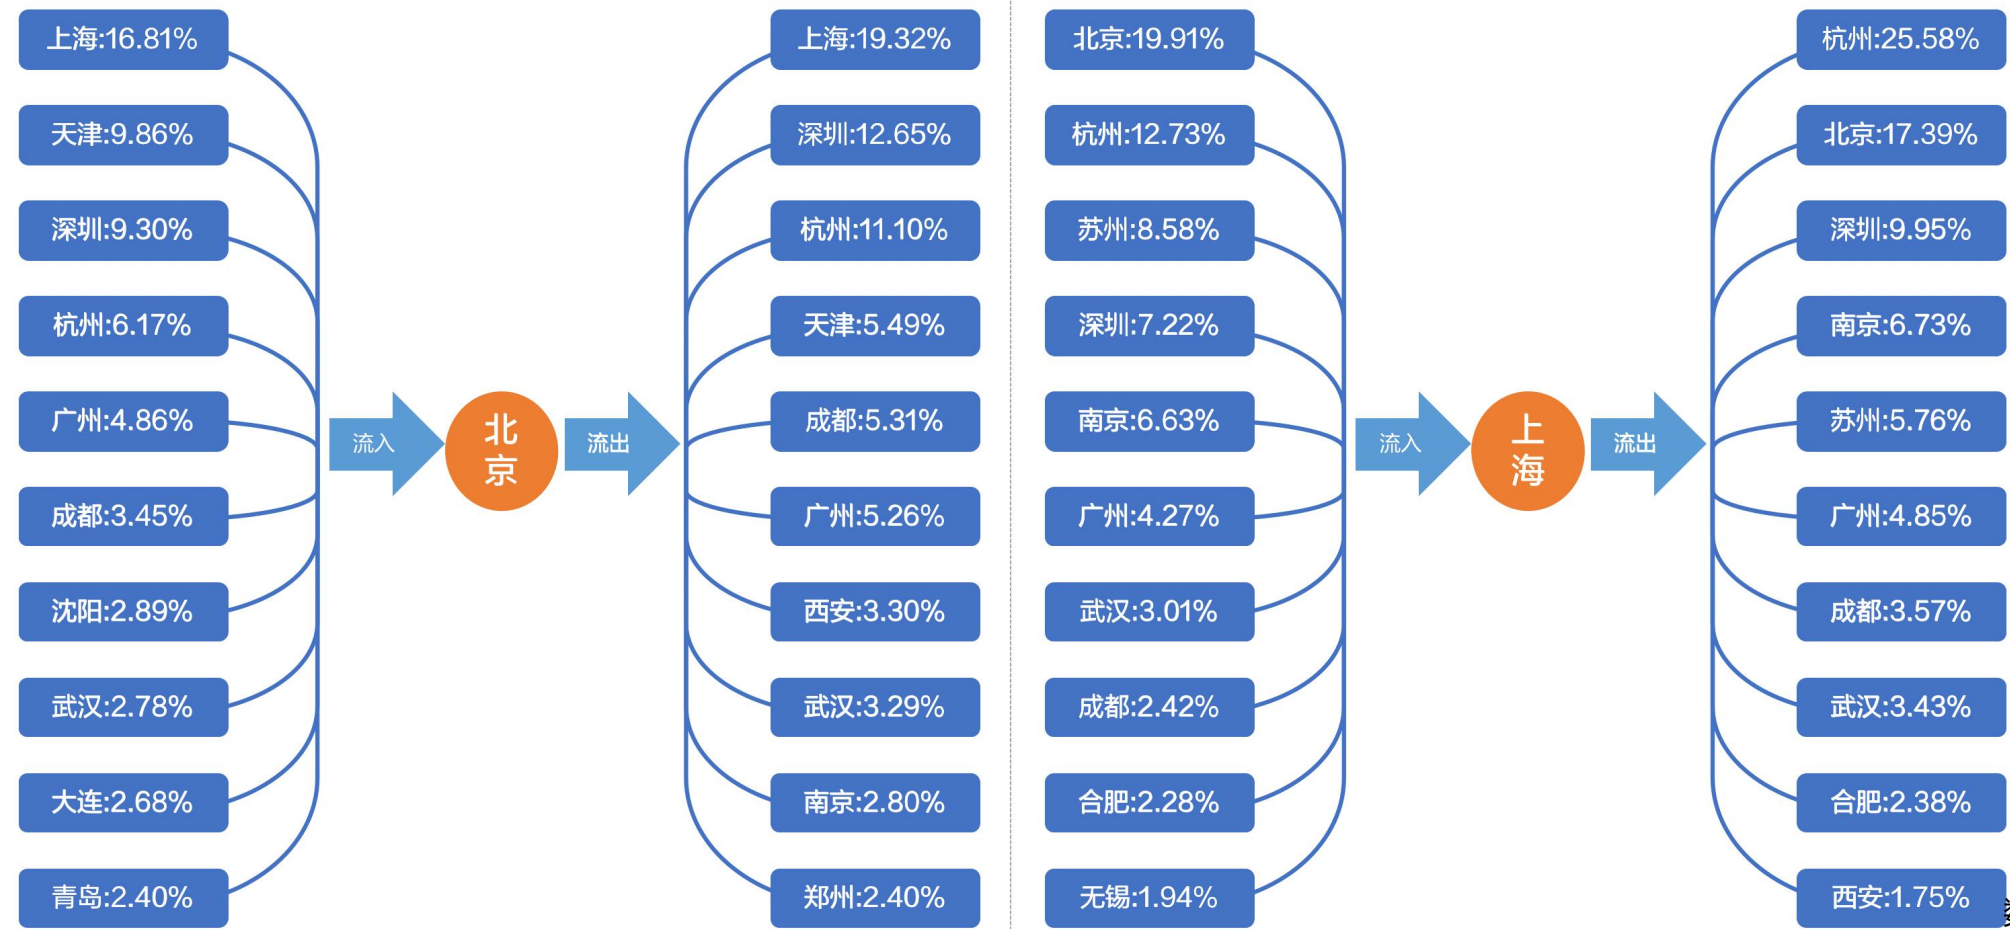 上海:16.81%
天津:9.86%
深圳:9.30%
杭州:6.17%
广州:4.86%
成都:3.45%
沈阳:2.89%
武汉:2.78%
大连:2.68%
青岛:2.40%
流入
北
京
流出
上海:19.32%
深圳:12.65%
杭州:11.10%
天津:5.49%
成都:5.31%
广州:5.26%
西安:3.30%
武汉:3.29%
南京:2.80%
郑州:2.40%
北京:19.91%
杭州:12.73%
苏州:8.58%
深圳:7.22%
南京:6.63%
广州:4.27%
武汉:3.01%
成都:2.42%
合肥:2.28%
无锡:1.94%
流入
上
海
流出
杭州:25.58%
北京:17.39%
深圳:9.95%
南京:6.73%
苏州:5.76%
广州:4.85%
成都:3.57%
武汉:3.43%
合肥:2.38%
西安:1.75%